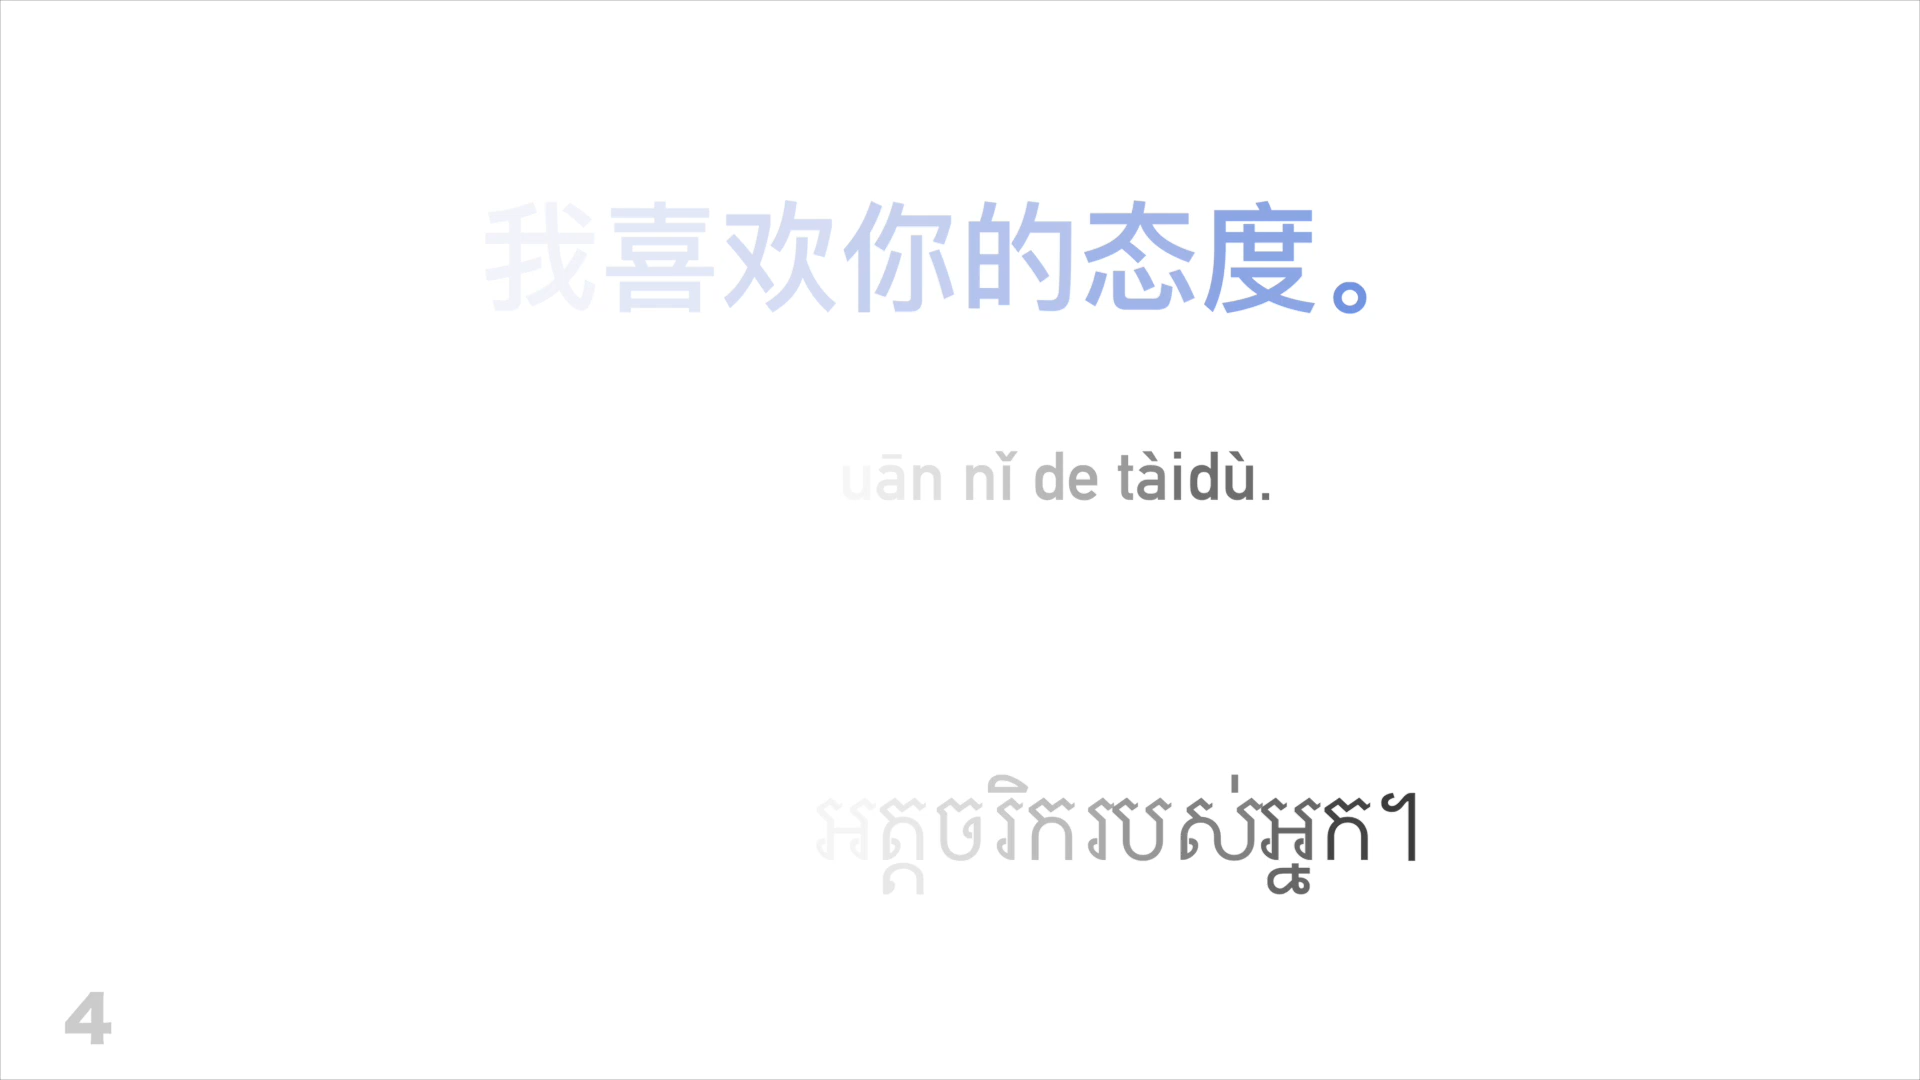 我喜欢你的态度。
uān nǐ de tàidù.
អត្តចរិករបស់អ្នក។
4